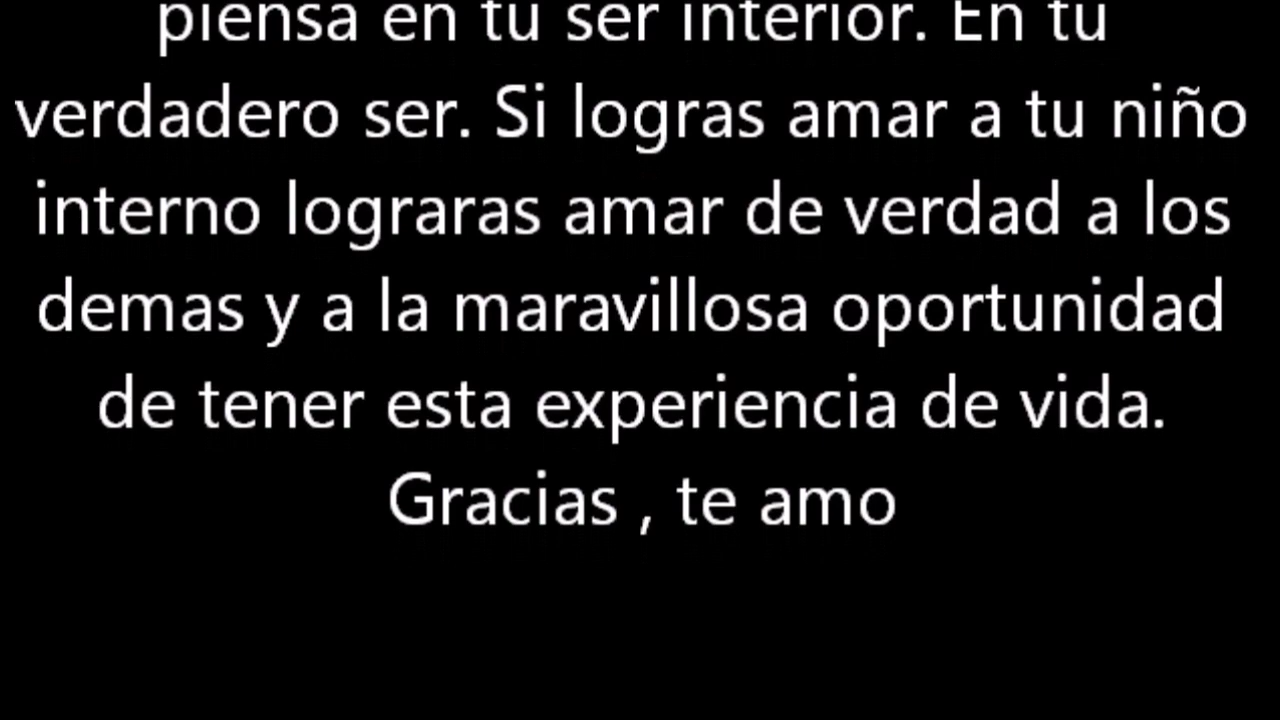 piensa en tu ser interior. En tu
verdadero ser. Si logras amar a tu niño
interno lograras amar de verdad a los
demas y a la maravillosa oportunidad
de tener esta experiencia de vida.
Gracias , te amo